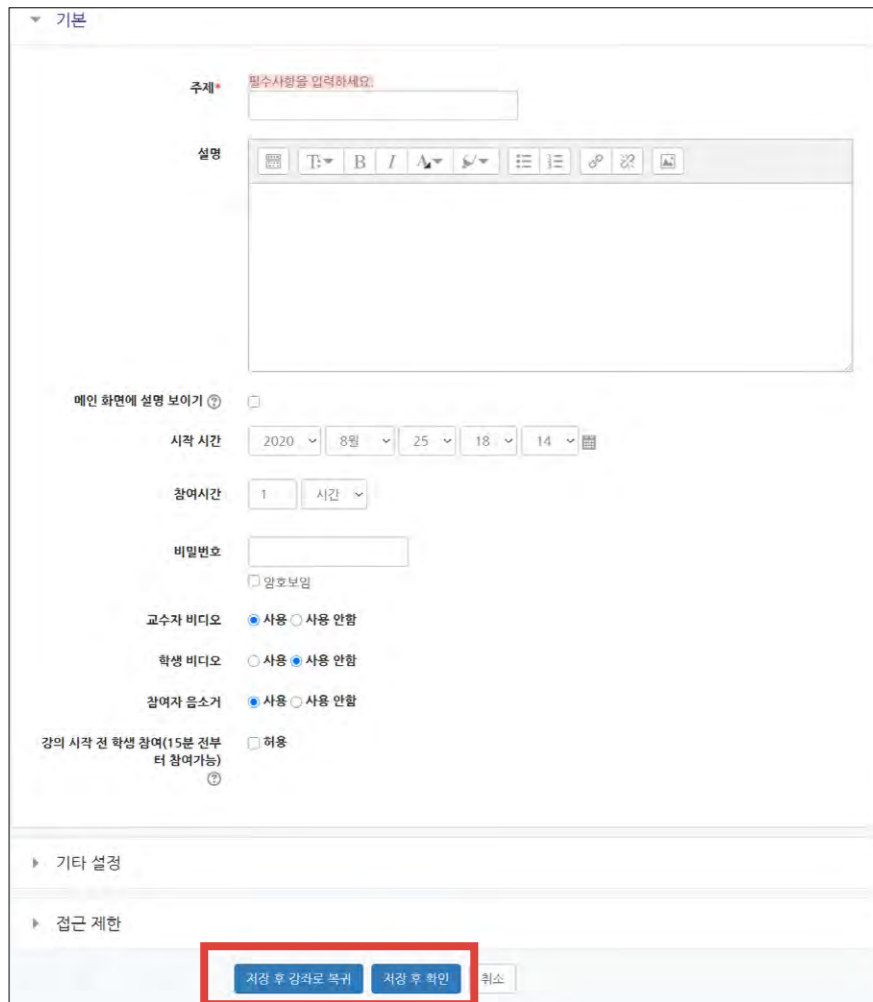 기본
주제*
필수사항을 입력하세요.
설명
메인 화면에 설명 보이기
시작 시간
2020 8월 25 18 14
참여시간
1 시간
비밀번호
암호보임
교수자 비디오
사용 사용 안함
학생 비디오
사용 사용 안함
참여자 음소거
사용 사용 안함
강의 시작 전 학생 참여(15분 전부
터 참여가능)
허용
기타 설정
접근 제한
저장 후 강좌로 복귀 저장 후 확인 취소